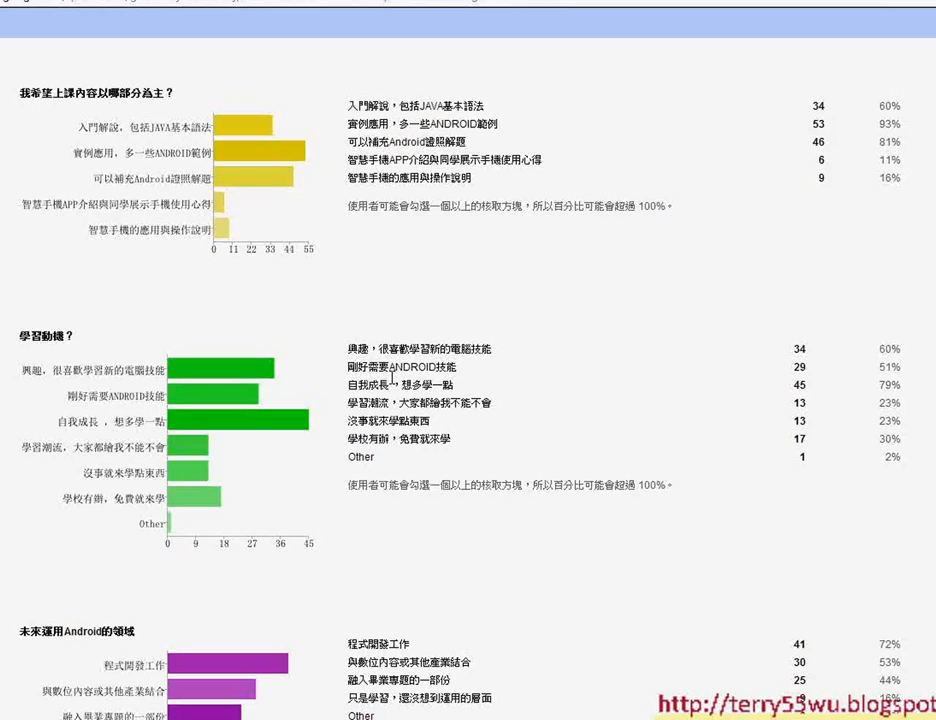 我希望上課內容以哪部分為主？
入門解說，包括JAVA基本語法
實例應用，多一些ANDROID範例
可以補充Android證照解題
智慧手機APP介紹與同學展示手機使用心得
智慧手機的應用與操作說明
0 11 22 33 44 55
入門解說，包括JAVA基本語法 34 60%
實例應用，多一些ANDROID範例 53 93%
可以補充Android證照解題 46 81%
智慧手機APP介紹與同學展示手機使用心得 6 11%
智慧手機的應用與操作說明 9 16%
使用者可能會勾選一個以上的核取方塊，所以百分比可能會超過 100%。
學習動機？
興趣，很喜歡學習新的電腦技能
剛好需要ANDROID技能
自我成長 ，想多學一點
學習潮流，大家都會我不能不會
沒事就來學點東西
學校有辦，免費就來學
Other
0 9 18 27 36 45
興趣，很喜歡學習新的電腦技能 34 60%
剛好需要ANDROID技能 29 51%
自我成長 ，想多學一點 45 79%
學習潮流，大家都會我不能不會 13 23%
沒事就來學點東西 13 23%
學校有辦，免費就來學 17 30%
Other 1 2%
使用者可能會勾選一個以上的核取方塊，所以百分比可能會超過 100%。
未來運用Android的領域
程式開發工作
與數位內容或其他產業結合
融入畢業專題的一部份
程式開發工作 41 72%
與數位內容或其他產業結合 30 53%
融入畢業專題的一部份 25 44%
只是學習，還沒想到運用的層面 9 16%
Other
http://terry53wu.blogspot